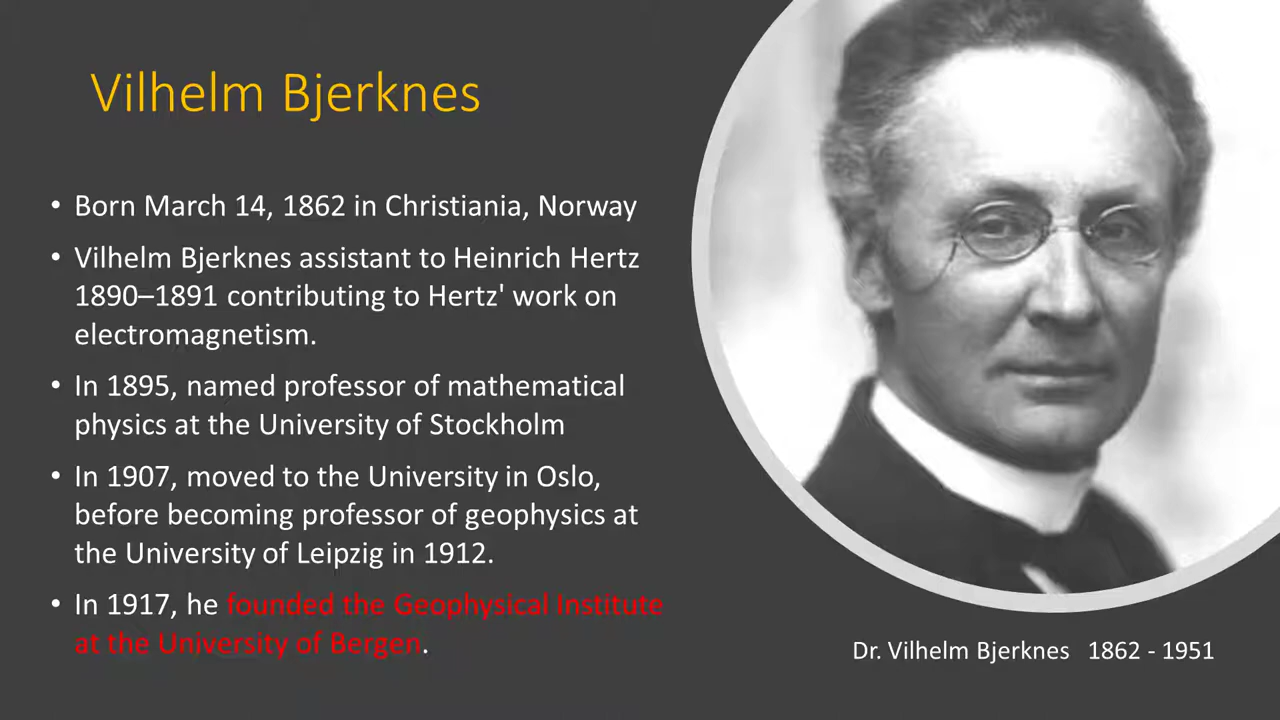 Vilhelm Bjerknes
• Born March 14, 1862 in Christiania, Norway
• Vilhelm Bjerknes assistant to Heinrich Hertz
1890–1891 contributing to Hertz' work on
electromagnetism.
• In 1895, named professor of mathematical
physics at the University of Stockholm
• In 1907, moved to the University in Oslo,
before becoming professor of geophysics at
the University of Leipzig in 1912.
• In 1917, he founded the Geophysical Institute
at the University of Bergen.
Dr. Vilhelm Bjerknes 1862 - 1951